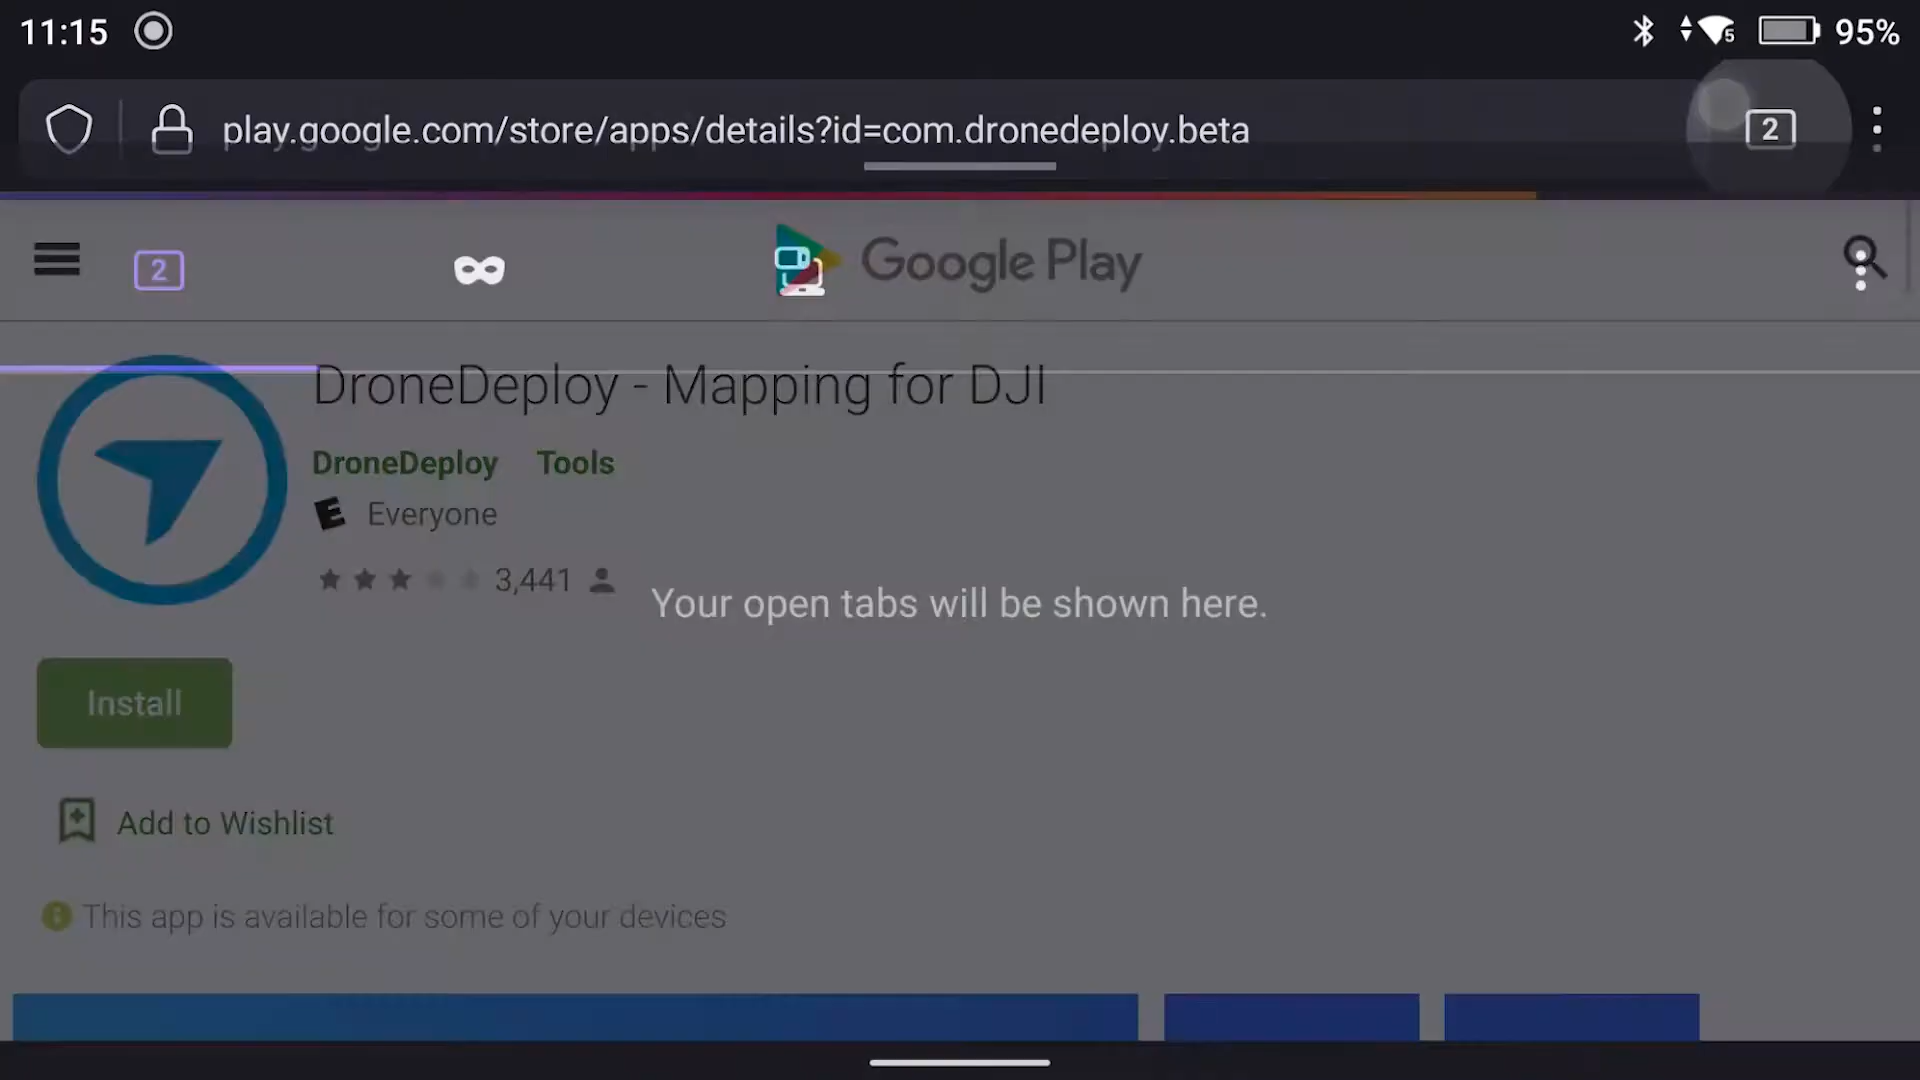 11:15
5 95%
play.google.com/store/apps/details?id=com.dronedeploy.beta
2
2
Google Play
DroneDeploy - Mapping for DJI
DroneDeploy Tools
E Everyone
3,441
Your open tabs will be shown here.
Install
Add to Wishlist
This app is available for some of your devices